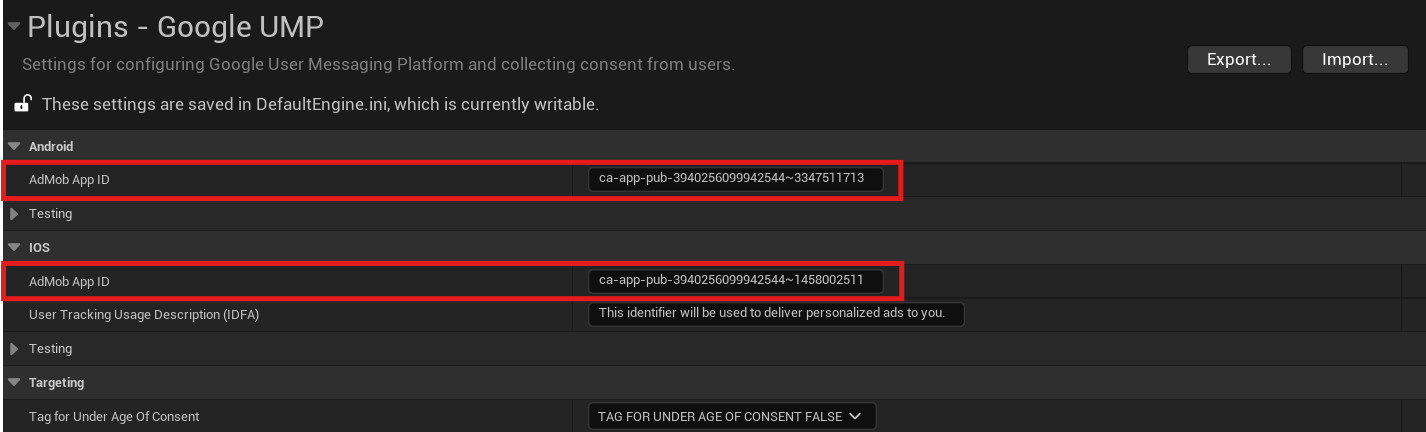 Plugins - Google UMP
Settings for configuring Google User Messaging Platform and collecting consent from users.
Export...
Import...
These settings are saved in DefaultEngine.ini, which is currently writable.
Android
AdMob App ID
ca-app-pub-3940256099942544~3347511713
Testing
IOS
AdMob App ID
ca-app-pub-3940256099942544~1458002511
User Tracking Usage Description (IDFA)
This identifier will be used to deliver personalized ads to you.
Testing
Targeting
Tag for Under Age Of Consent
TAG FOR UNDER AGE OF CONSENT FALSE